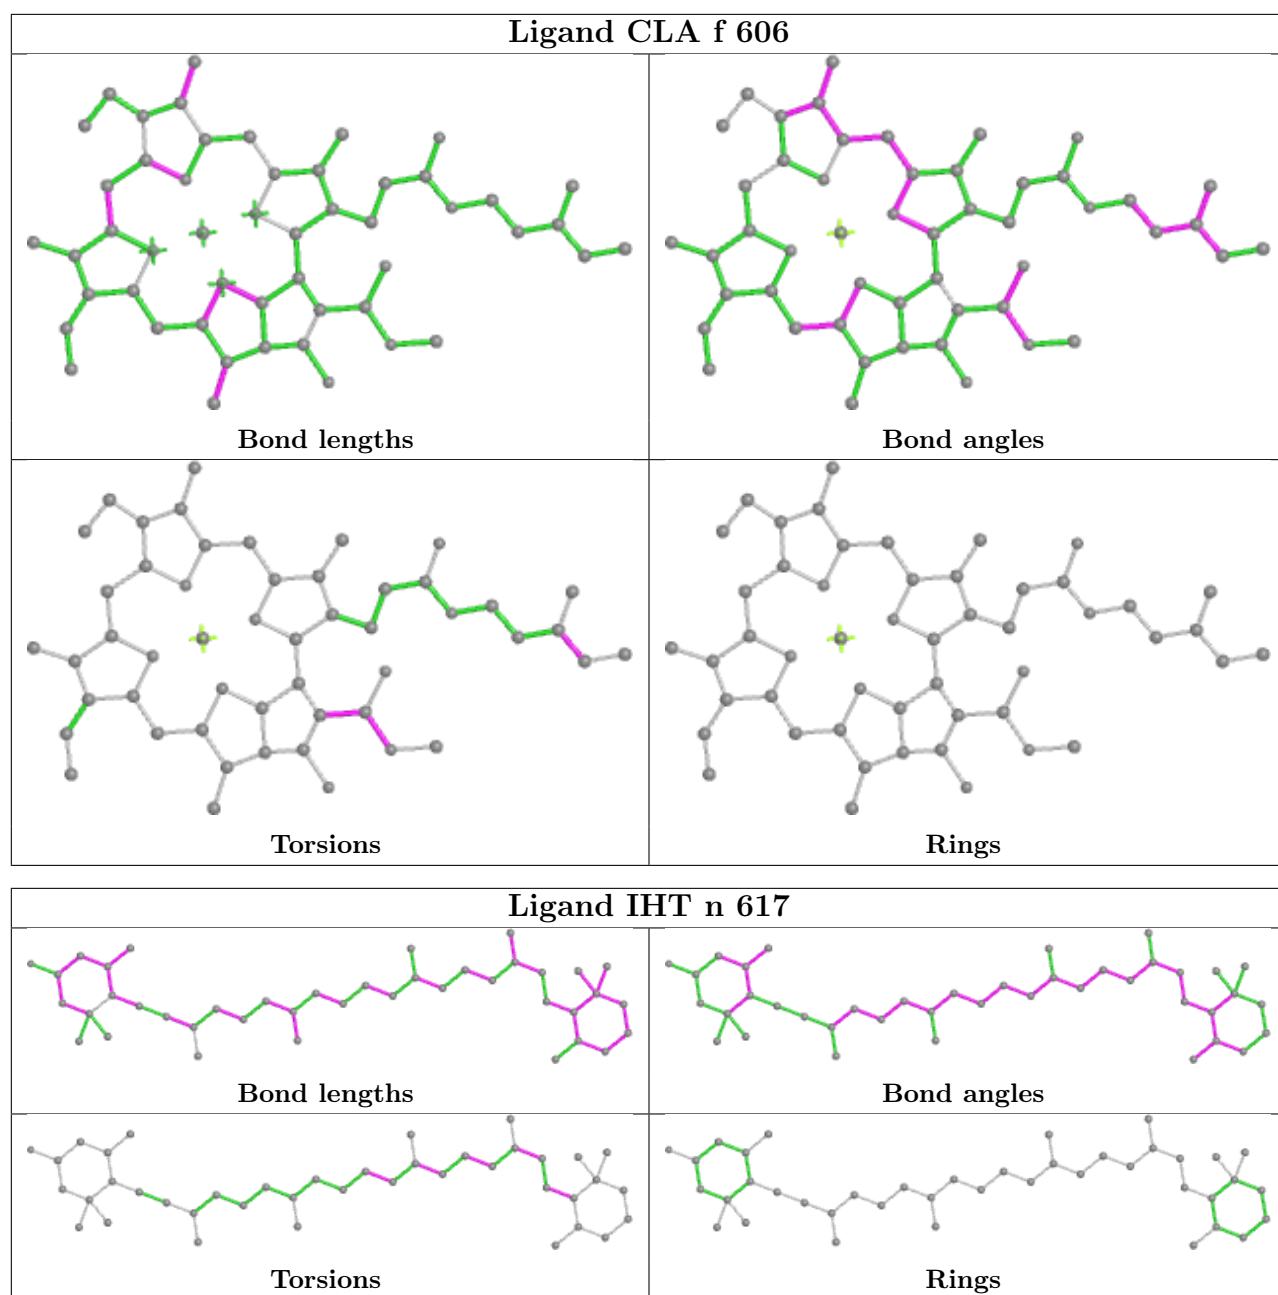 Ligand CLA f 606
Bond lengths
Bond angles
Torsions
Rings
Ligand IHT n 617
Bond lengths
Bond angles
Torsions
Rings